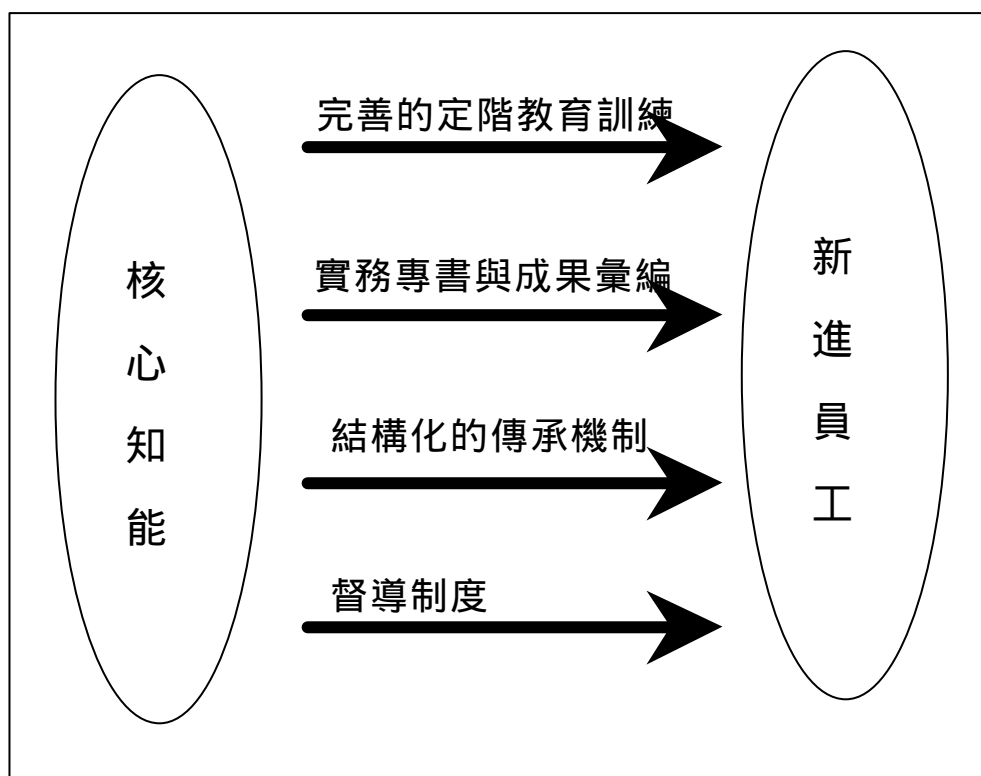 核心知能
完善的定階教育訓練
實務專書與成果彙編
結構化的傳承機制
督導制度
新進員工